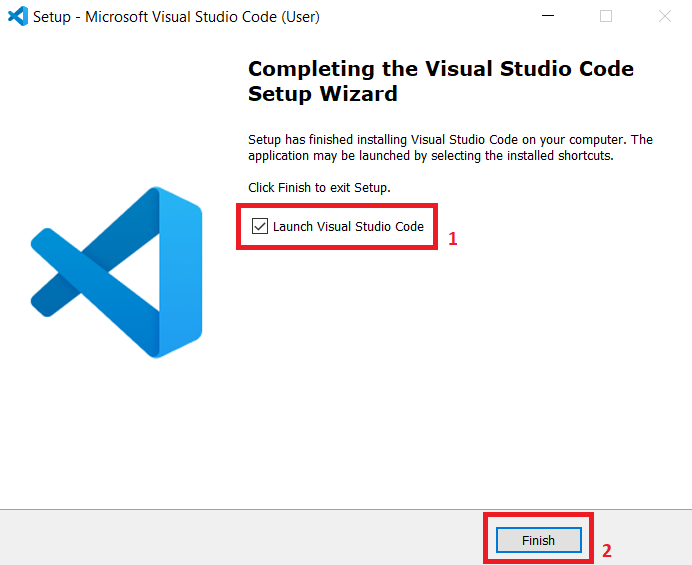 Setup - Microsoft Visual Studio Code (User)
Completing the Visual Studio Code
Setup Wizard
Setup has finished installing Visual Studio Code on your computer. The
application may be launched by selecting the installed shortcuts.
Click Finish to exit Setup.
Launch Visual Studio Code
1
Finish
2